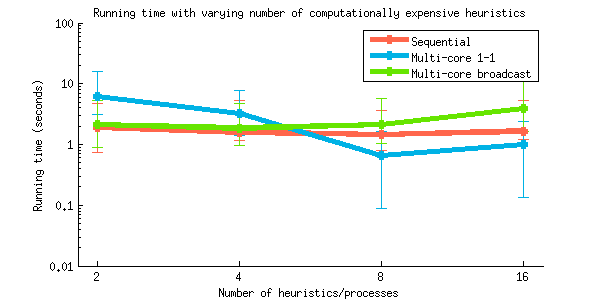 Running time with varying number of computationally expensive heuristics
100
10
1
0.1
0.01
Running time (seconds)
Sequential
Multi-core 1-1
Multi-core broadcast
2
4
8
16
Number of heuristics/processes